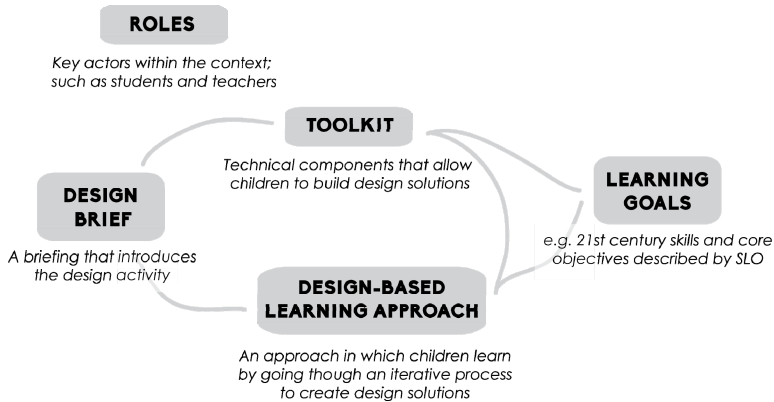 ROLES
Key actors within the context;
such as students and teachers
TOOLKIT
Technical components that allow
children to build design solutions
DESIGN
BRIEF
A briefing that introduces
the design activity
LEARNING
GOALS
e.g. 21st century skills and core
objectives described by SLO
DESIGN-BASED
LEARNING APPROACH
An approach in which children learn
by going though an iterative process
to create design solutions